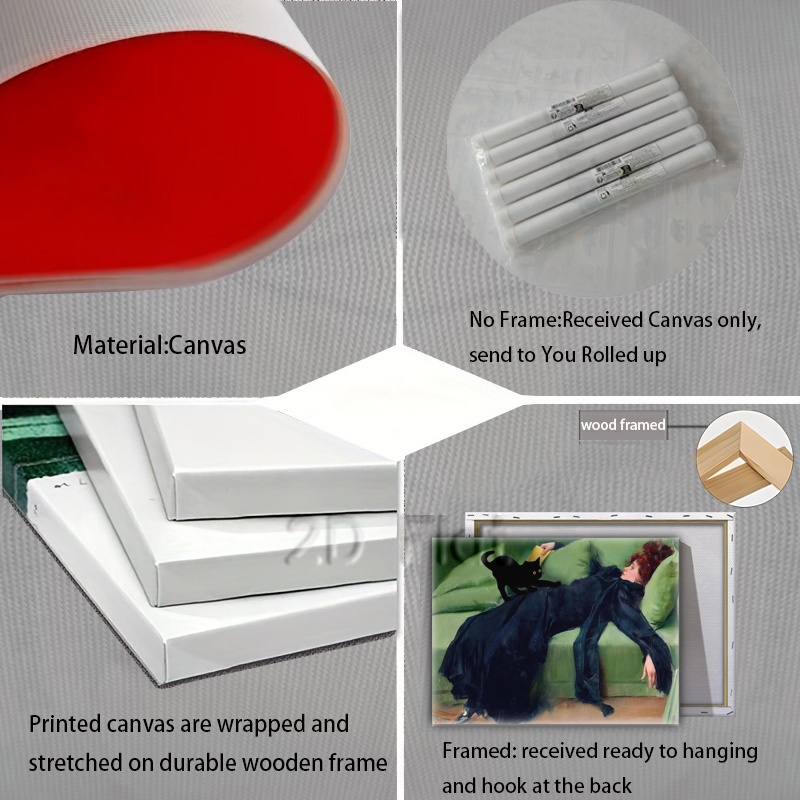 Material:Canvas
No Frame:Received Canvas only,
send to You Rolled up
wood framed
Printed canvas are wrapped and
stretched on durable wooden frame
Framed: received ready to hanging
and hook at the back